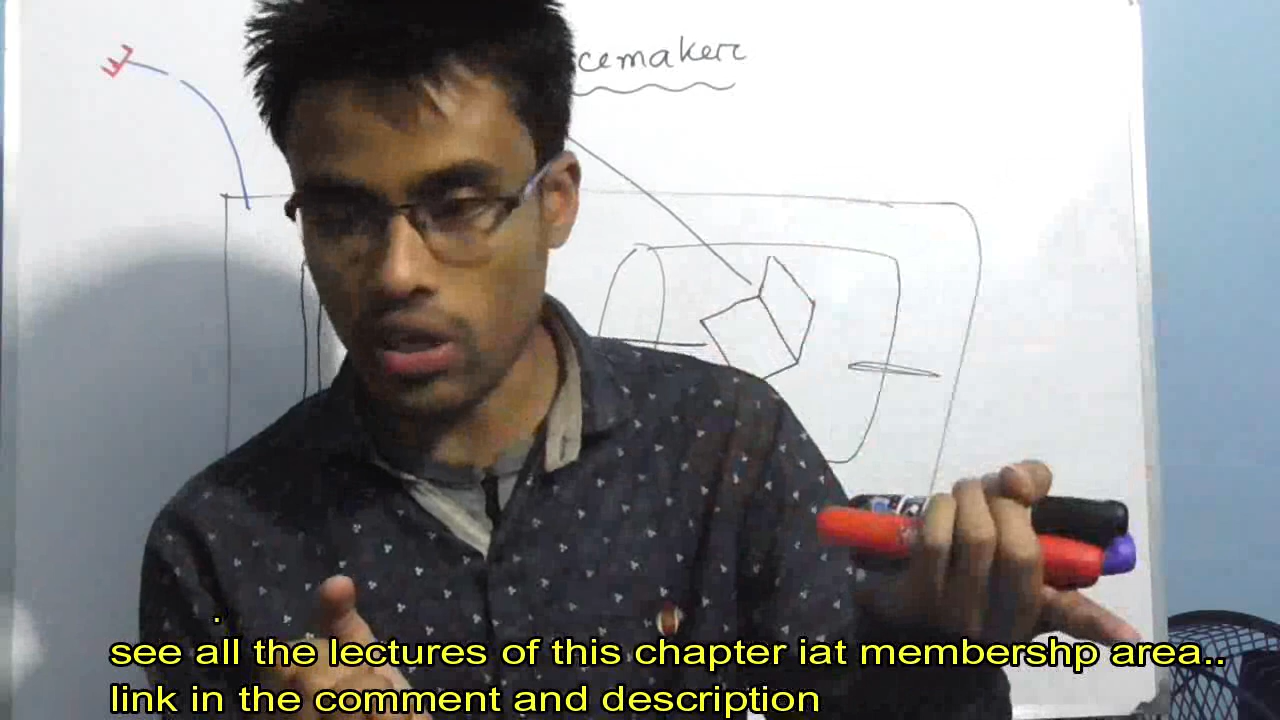 cemaker
see all the lectures of this chapter iat membershp area..
link in the comment and description